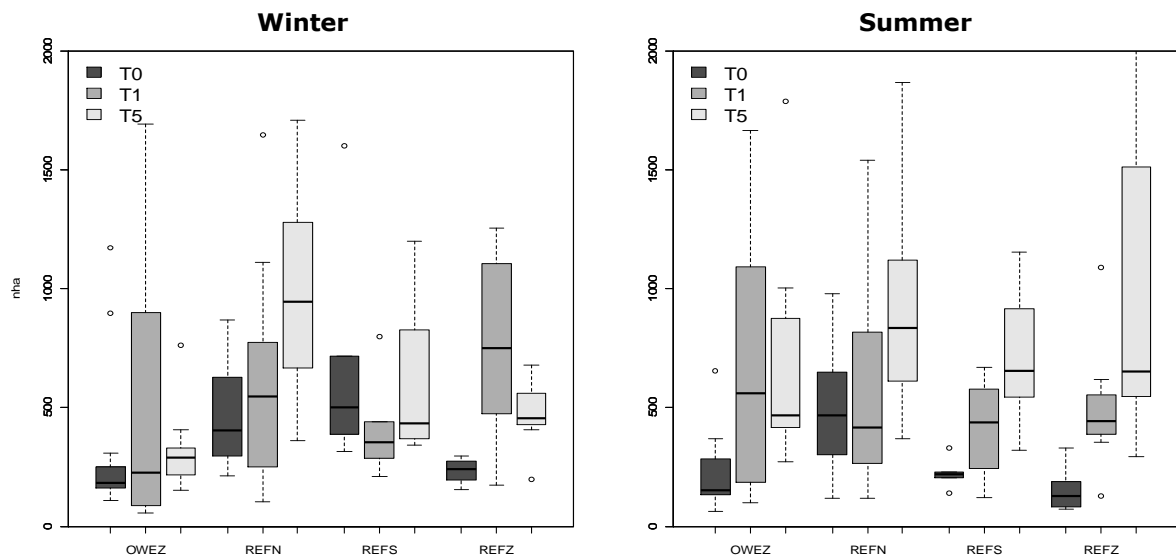 Winter
Summer
T0
T1
T5
2000
1500
1000
500
0
nha
OWEZ
REFN
REFS
REFZ
T0
T1
T5
2000
1500
1000
500
0
OWEZ
REFN
REFS
REFZ